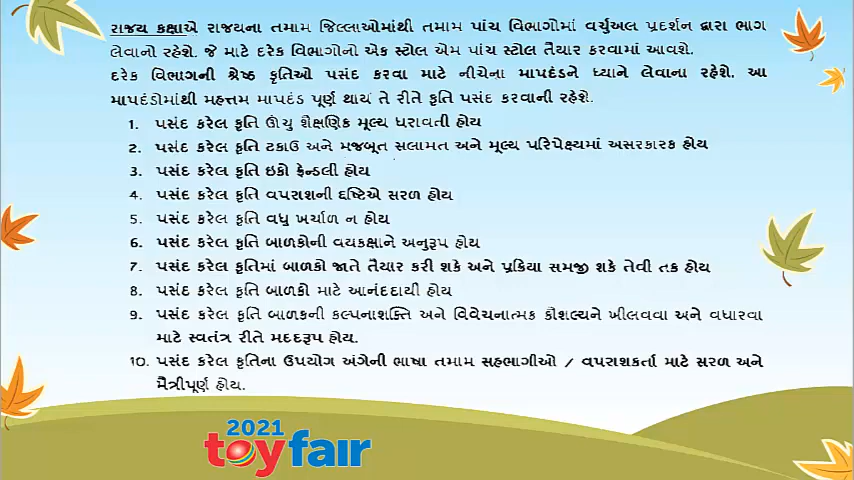 રાજય કક્ષાએ રાજયના તમામ જિલ્લાઓમાંથી તમામ પાંચ વિભાગોમાં વર્ચુઅલ પ્રદર્શન દ્વારા ભાગ
લેવાનો રહેશે. જે માટે દરેક વિભાગોનો એક સ્ટોલ એમ પાંચ સ્ટોલ તૈયાર કરવામાં આવશે.
દરેક વિભાગની શ્રેષ્ઠ કૃતિઓ પસંદ કરવા માટે નીચેના માપદંડને ધ્યાને લેવાના રહેશે. આ
માપદંડોમાંથી મહત્તમ માપદંડ પૂર્ણ થાય તે રીતે કૃતિ પસંદ કરવાની રહેશે.
1. પસંદ કરેલ કૃતિ ઊંચુ શૈક્ષણિક મૂલ્ય ધરાવતી હોય
2. પસંદ કરેલ કૃતિ ટકાઉ અને મજબૂત સલામત અને મૂલ્ય પરિપેક્ષ્યમાં અસરકારક હોય
3. પસંદ કરેલ કૃતિ ઇકો ફ્રેન્ડલી હોય
4. પસંદ કરેલ કૃતિ વપરાશની દષ્ટિએ સરળ હોય
5. પસંદ કરેલ કૃતિ વધુ ખર્ચાળ ન હોય
6. પસંદ કરેલ કૃતિ બાળકોની વયકક્ષાને અનુરૂપ હોય
7. પસંદ કરેલ કૃતિમાં બાળકો જાતે તૈયાર કરી શકે અને પ્રક્રિયા સમજી શકે તેવી તક હોય
8. પસંદ કરેલ કૃતિ બાળકો માટે આનંદદાયી હોય
9. પસંદ કરેલ કૃતિ બાળકની કલ્પનાશક્તિ અને વિવેચનાત્મક કૌશલ્યને ખીલવવા અને વધારવા
માટે સ્વતંત્ર રીતે મદદરૂપ હોય.
10. પસંદ કરેલ કૃતિના ઉપયોગ અંગેની ભાષા તમામ સહભાગીઓ / વપરાશકર્તા માટે સરળ અને
મૈત્રીપૂર્ણ હોય.
2021
toyfair